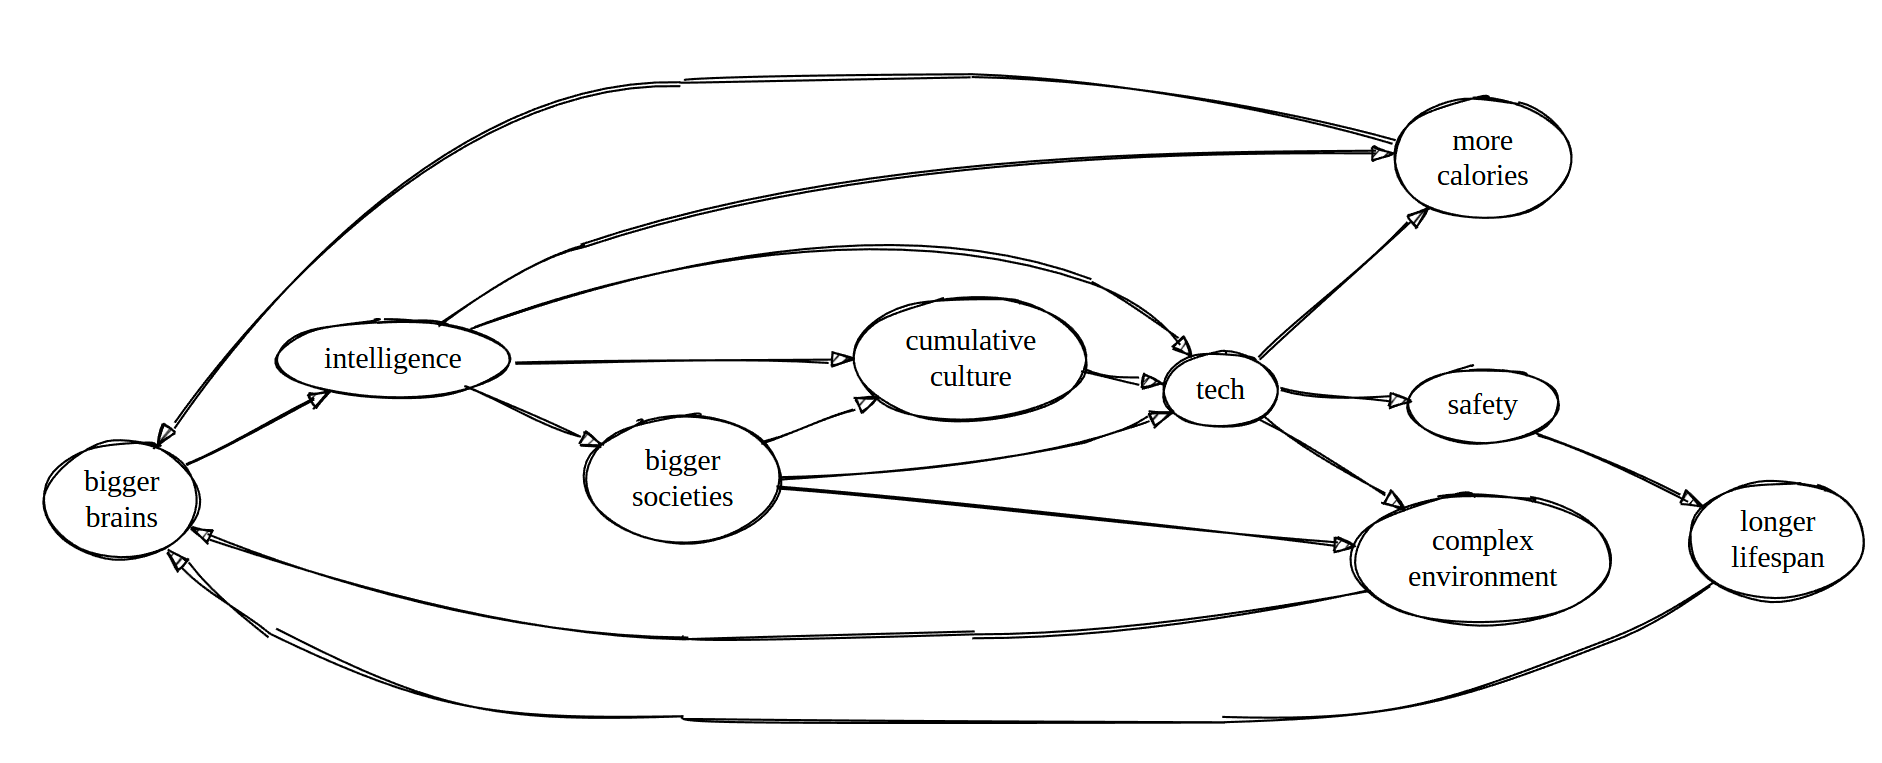 more
calories
intelligence
cumulative
culture
tech
safety
bigger
societies
bigger
brains
complex
environment
longer
lifespan